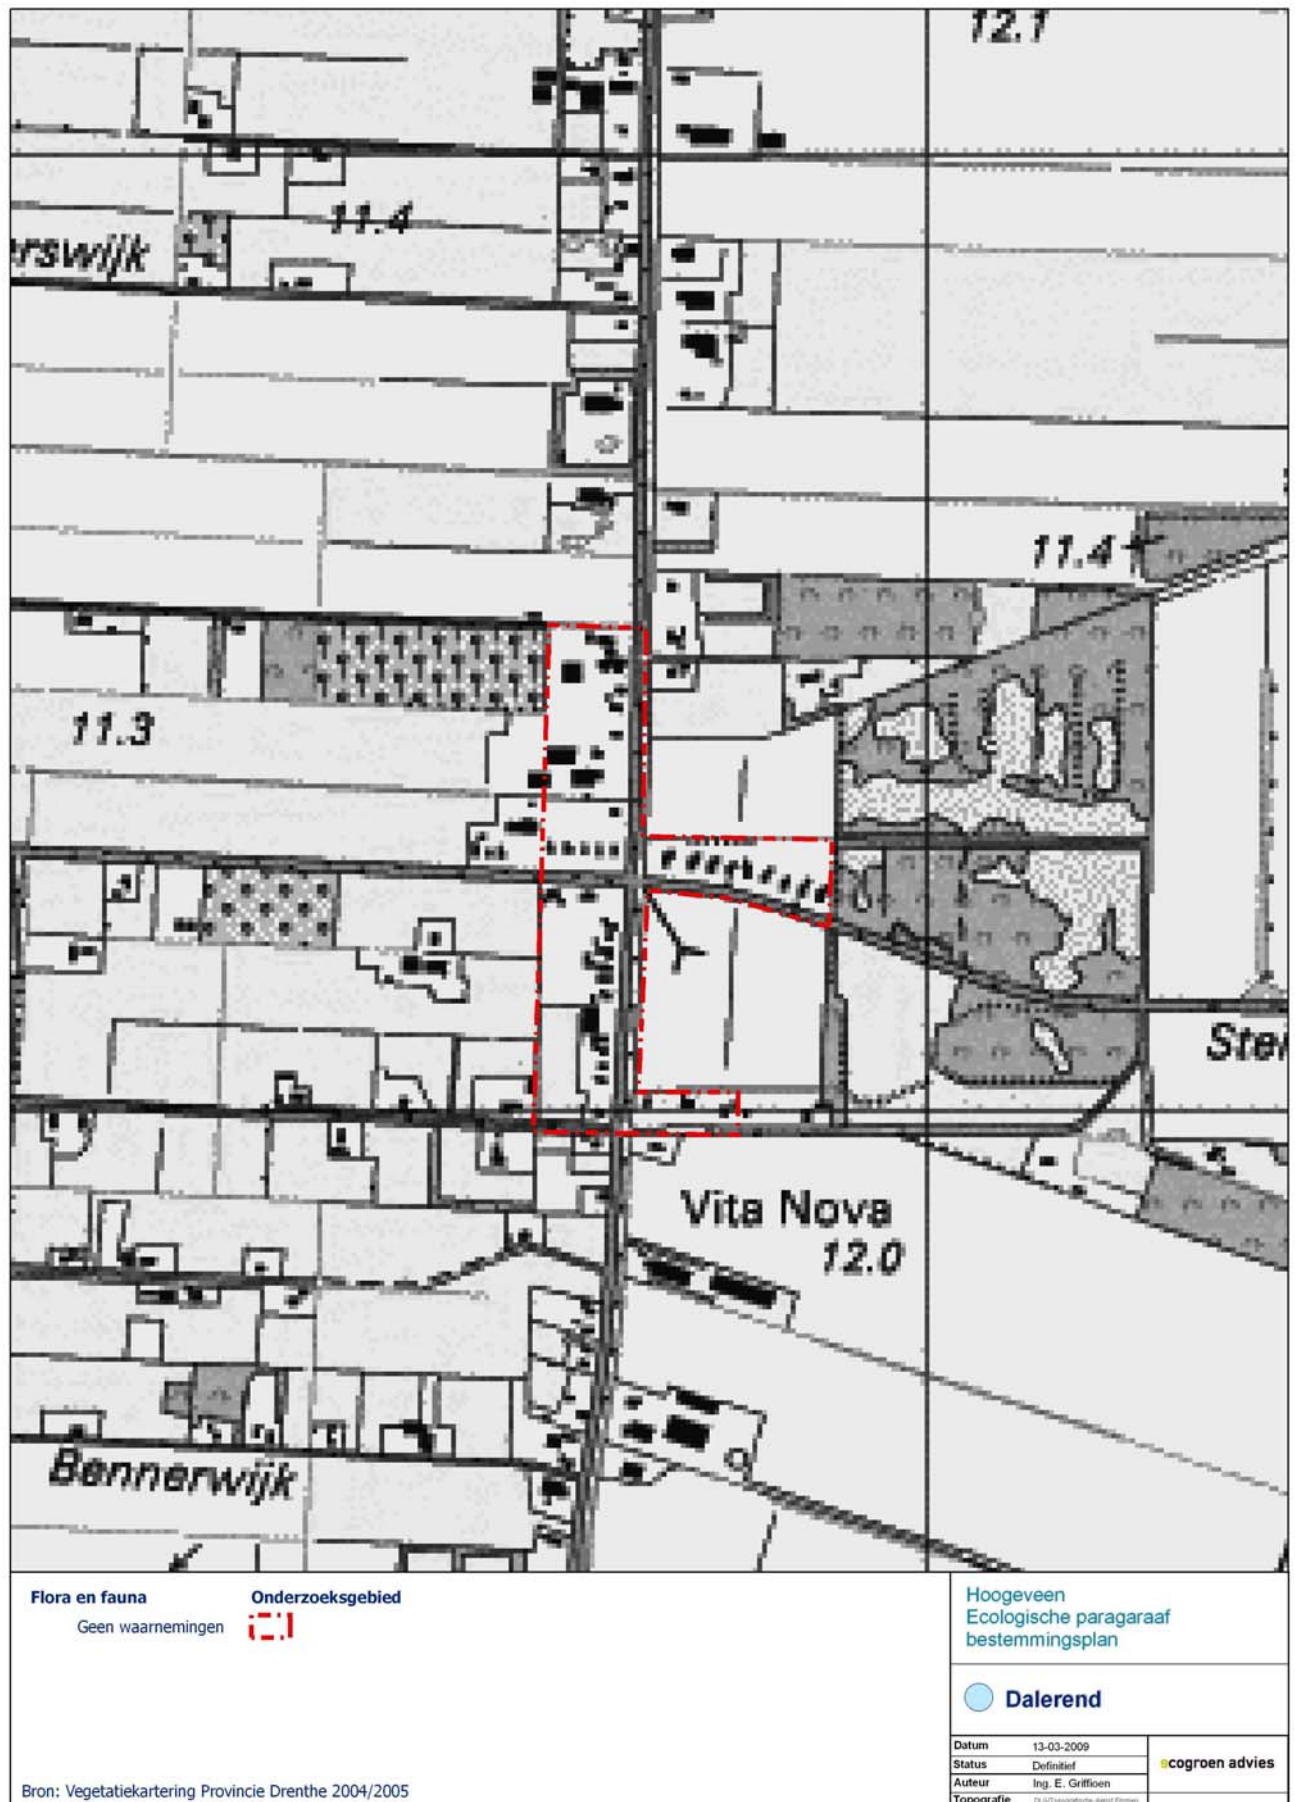 12.1
11.4
11.4
11.3
Vita Nova
12.0
Bennerwijk
Flora en fauna
Geen waarnemingen
Onderzoeksgebied
Bron: Vegetatiekartering Provincie Drenthe 2004/2005
Hoogeveen
Ecologische paragaraaf
bestemmingsplan
Dalerend
Datum 13-03-2009
Status Definitief
Auteur Ing. E. Griffioen
Topografie
ecogroen advies